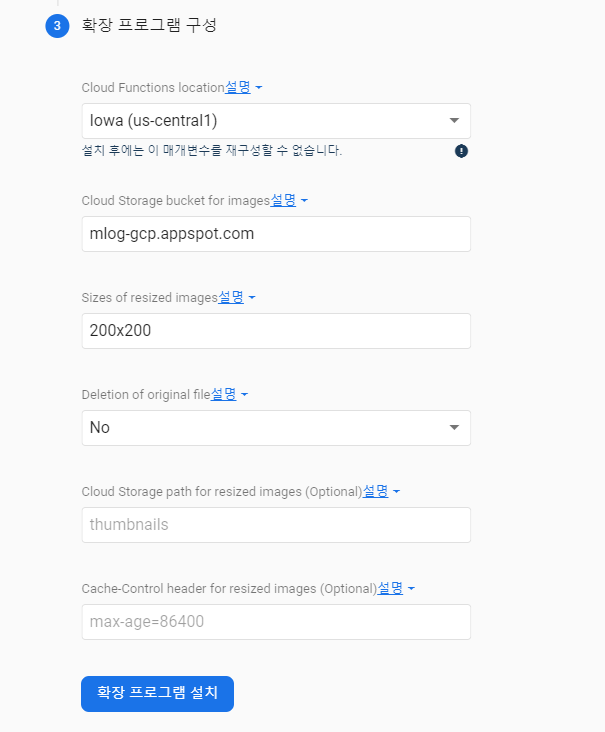 3 확장 프로그램 구성
Cloud Functions location설명
Iowa (us-central1)
설치 후에는 이 매개변수를 재구성할 수 없습니다.
Cloud Storage bucket for images설명
mlog-gcp.appspot.com
Sizes of resized images설명
200x200
Deletion of original file설명
No
Cloud Storage path for resized images (Optional)설명
thumbnails
Cache-Control header for resized images (Optional)설명
max-age=86400
확장 프로그램 설치